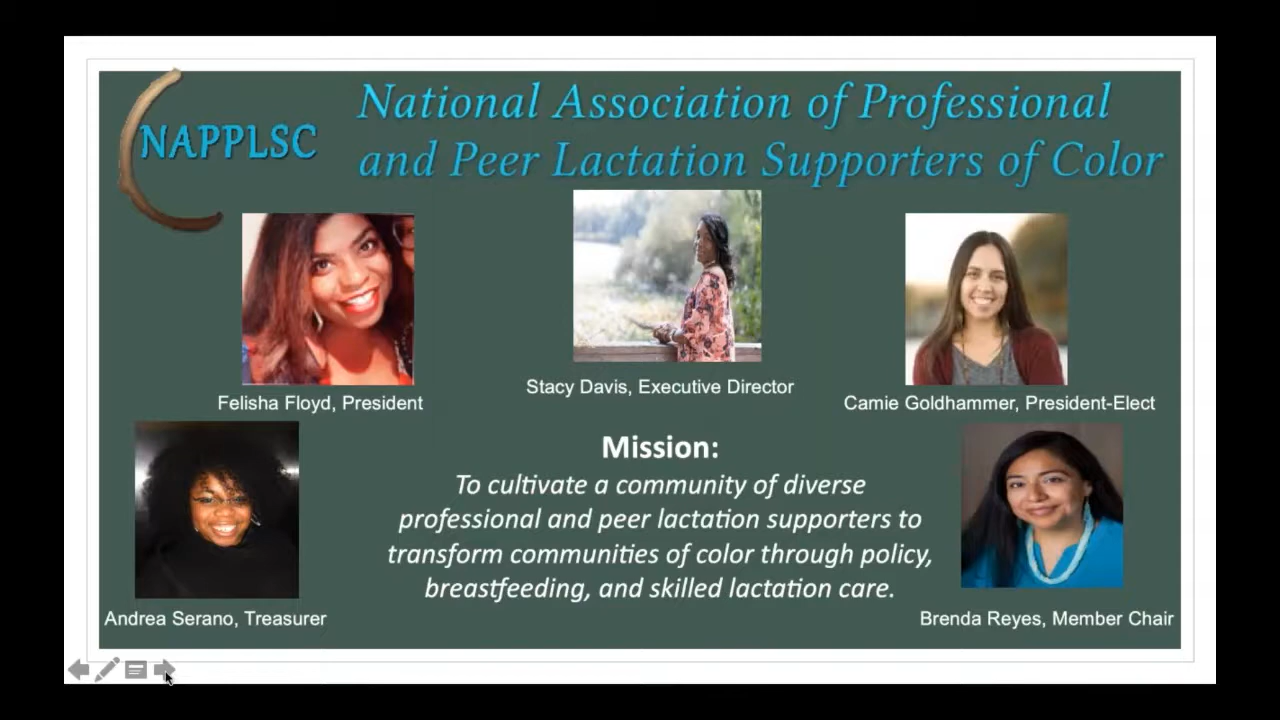 NAPPLSC
National Association of Professional
and Peer Lactation Supporters of Color
Felisha Floyd, President
Stacy Davis, Executive Director
Camie Goldhammer, President-Elect
Mission:
To cultivate a community of diverse
professional and peer lactation supporters to
transform communities of color through policy,
breastfeeding, and skilled lactation care.
Andrea Serano, Treasurer
Brenda Reyes, Member Chair